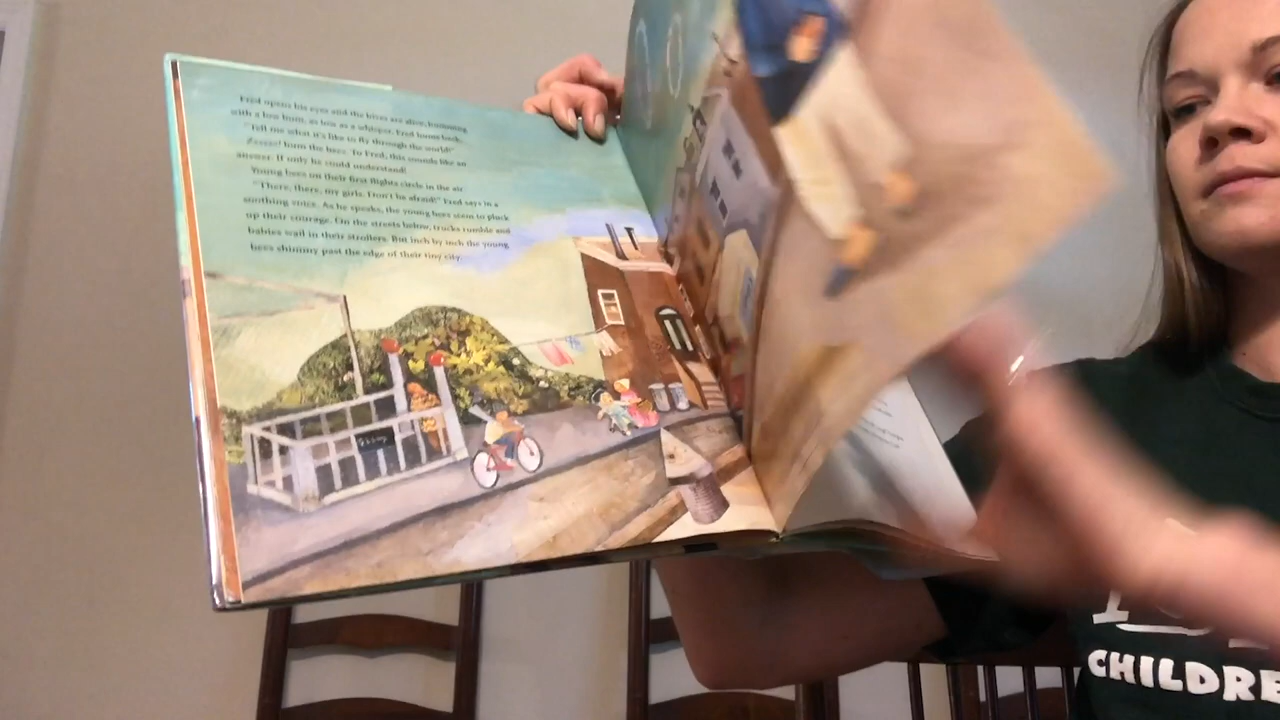 Fred opens his eyes and the hives are alive, humming
with a low hum, as low as a whisper. Fred hums back.
"Tell me what it's like to fly through the world!"
Zzzzzz! hum the bees. To Fred, this sounds like an
answer. If only he could understand!
Young bees on their first flights circle in the air.
"There, there, my girls. Don't be afraid!" Fred says in a
soothing voice. As he speaks, the young bees seem to pluck
up their courage. On the streets below, trucks rumble and
babies wail in their strollers. But inch by inch the young
bees shimmy past the edge of their tiny city.
CHILDRE